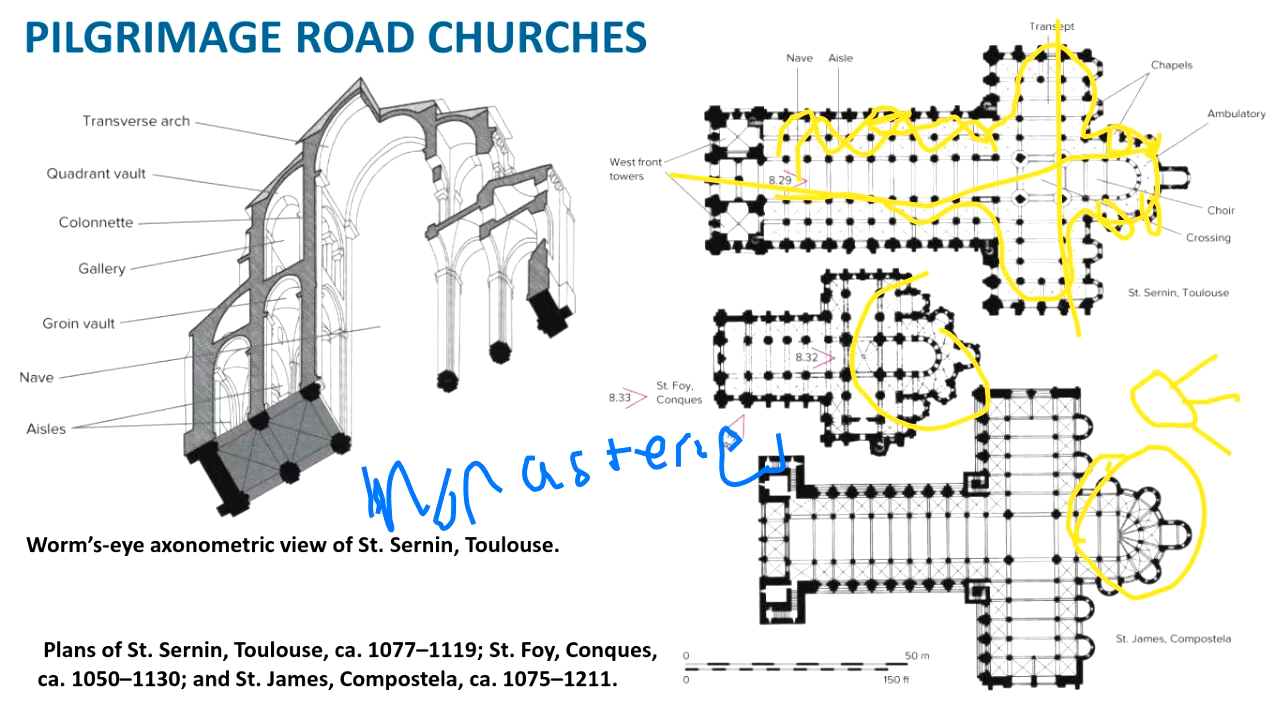 PILGRIMAGE ROAD CHURCHES
Transverse arch
Quadrant vault
Colonnette
Gallery
Groin vault
Nave
Aisles
Worm’s-eye axonometric view of St. Sernin, Toulouse.
Plans of St. Sernin, Toulouse, ca. 1077–1119; St. Foy, Conques,
ca. 1050–1130; and St. James, Compostela, ca. 1075–1211.
Transept
Nave
Aisle
Chapels
Ambulatory
West front
towers
8.29
Choir
Crossing
St. Sernin, Toulouse
8.32
8.33
St. Foy,
Conques
Monasteries
St. James, Compostela
0
50 m
0
150 ft